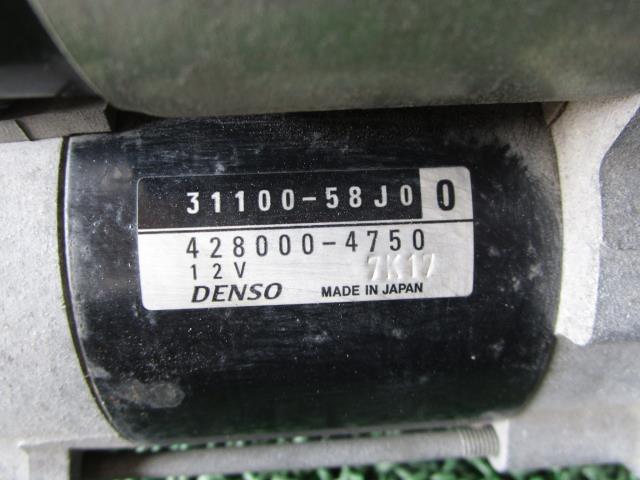 31100-58J0 0
428000-4750
12V 7K17
DENSO MADE IN JAPAN